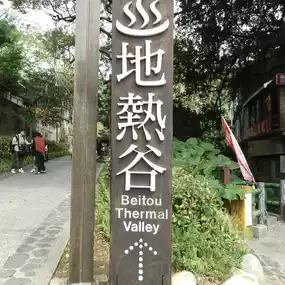 地
熱
谷
Beitou
Thermal
Valley